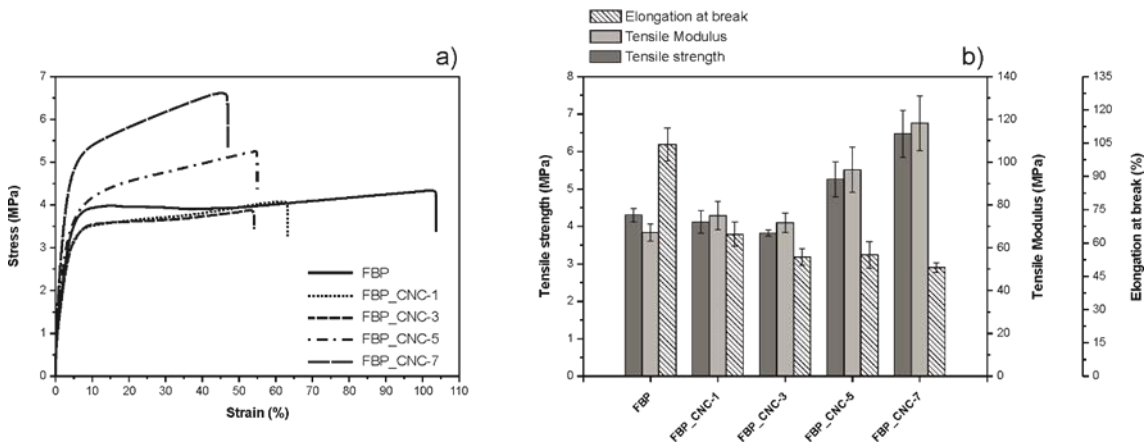 a)
7
6
5
4
3
2
1
0
Stress (MPa)
0 10 20 30 40 50 60 70 80 90 100 110
Strain (%)
FBP
FBP_CNC-1
FBP_CNC-3
FBP_CNC-5
FBP_CNC-7
Elongation at break
Tensile Modulus
Tensile strength
b)
8
7
6
5
4
3
2
1
0
Tensile strength (MPa)
140
120
100
80
60
40
20
0
Tensile Modulus (MPa)
135
120
105
90
75
60
45
30
15
0
Elongation at break (%)
FBP
FBP_CNC-1
FBP_CNC-3
FBP_CNC-5
FBP_CNC-7